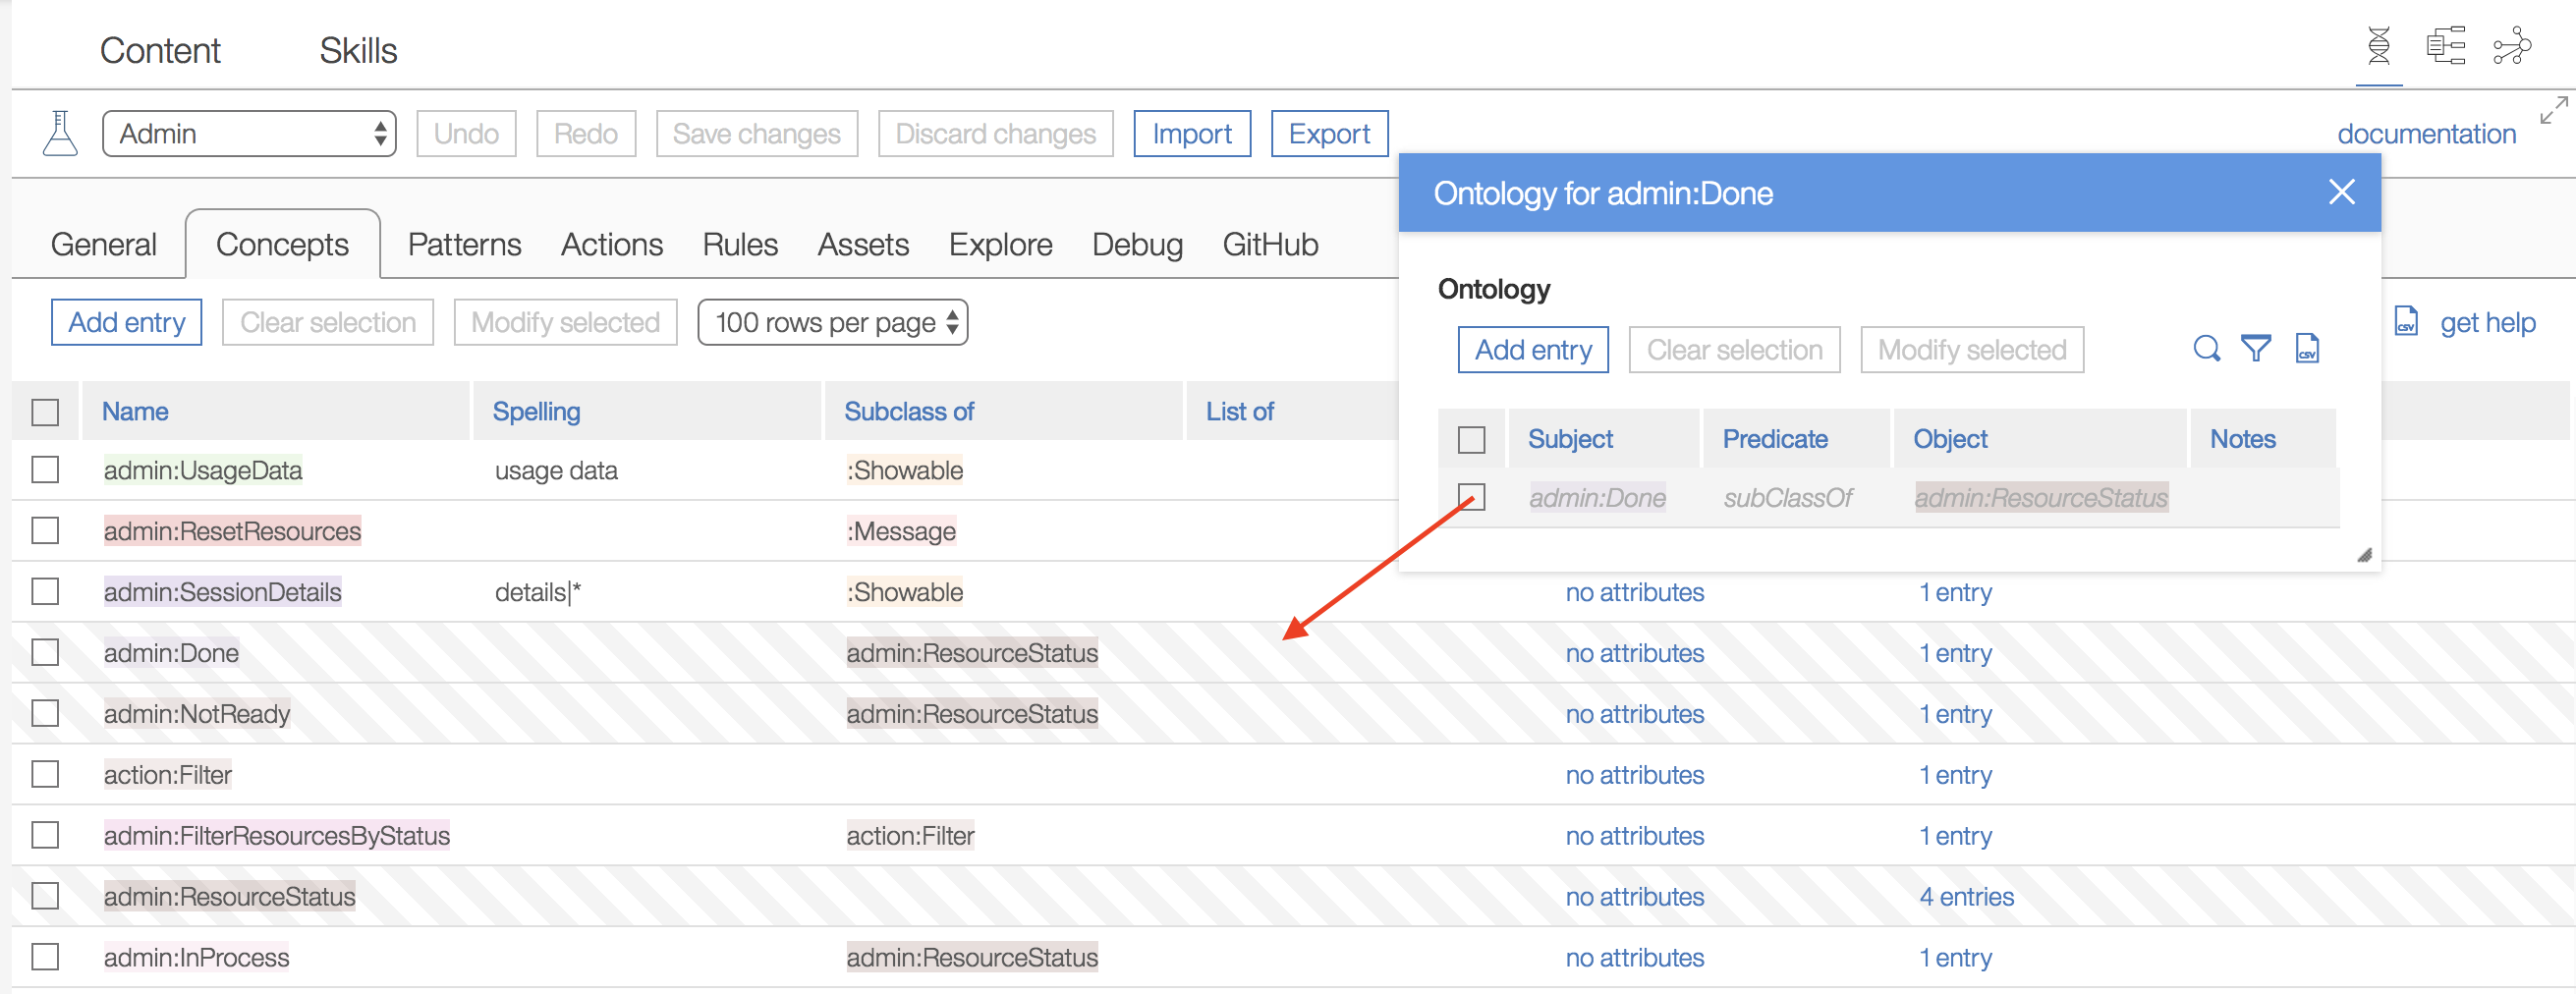 Content Skills
Admin Undo Redo Save changes Discard changes Import Export documentation
Ontology for admin:Done
General Concepts Patterns Actions Rules Assets Explore Debug GitHub
Ontology
Add entry Clear selection Modify selected 100 rows per page CSV get help
Add entry Clear selection Modify selected CSV
Name Spelling Subclass of List of
Subject Predicate Object Notes
admin:UsageData usage data :Showable
admin:Done subClassOf admin:ResourceStatus
admin:ResetResources :Message
admin:SessionDetails details|* :Showable no attributes 1 entry
admin:Done admin:ResourceStatus no attributes 1 entry
admin:NotReady admin:ResourceStatus no attributes 1 entry
action:Filter no attributes 1 entry
admin:FilterResourcesByStatus action:Filter no attributes 1 entry
admin:ResourceStatus no attributes 4 entries
admin:InProcess admin:ResourceStatus no attributes 1 entry